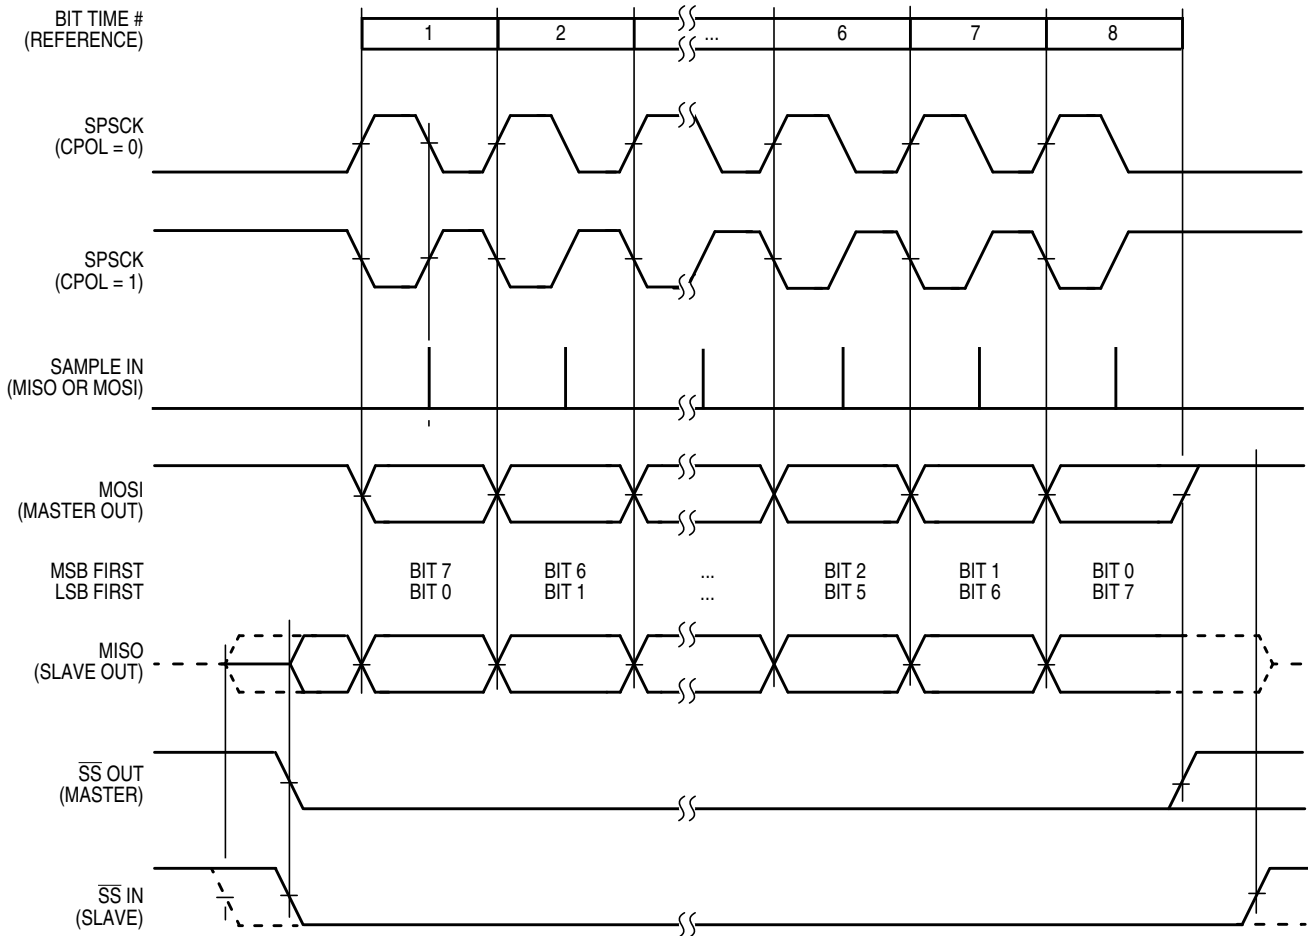 BIT TIME #
(REFERENCE)
1 2 ... 6 7 8
SPSCK
(CPOL = 0)
SPSCK
(CPOL = 1)
SAMPLE IN
(MISO OR MOSI)
MOSI
(MASTER OUT)
MSB FIRST BIT 7 BIT 6 ... BIT 2 BIT 1 BIT 0
LSB FIRST BIT 0 BIT 1 ... BIT 5 BIT 6 BIT 7
MISO
(SLAVE OUT)
S̅S̅ OUT
(MASTER)
S̅S̅ IN
(SLAVE)